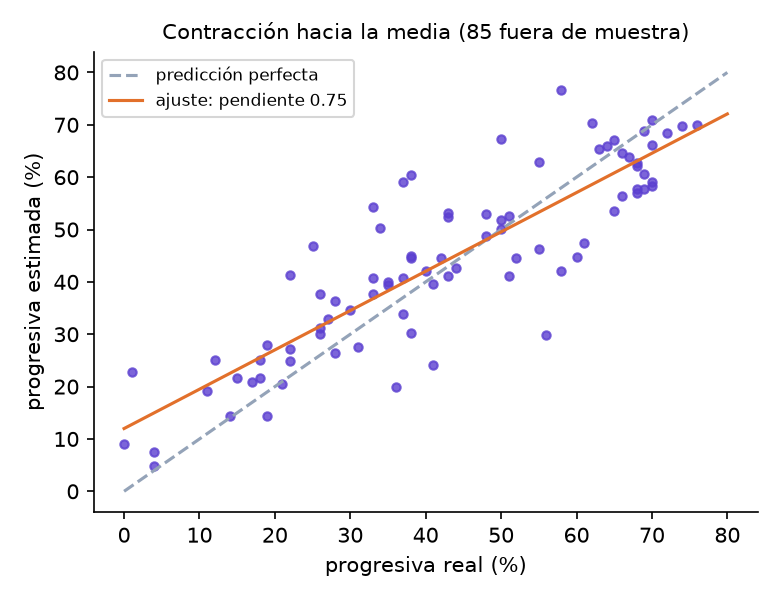 Contracción hacia la media (85 fuera de muestra)
predicción perfecta
ajuste: pendiente 0.75
progresiva estimada (%)
80
70
60
50
40
30
20
10
0
0 10 20 30 40 50 60 70 80
progresiva real (%)